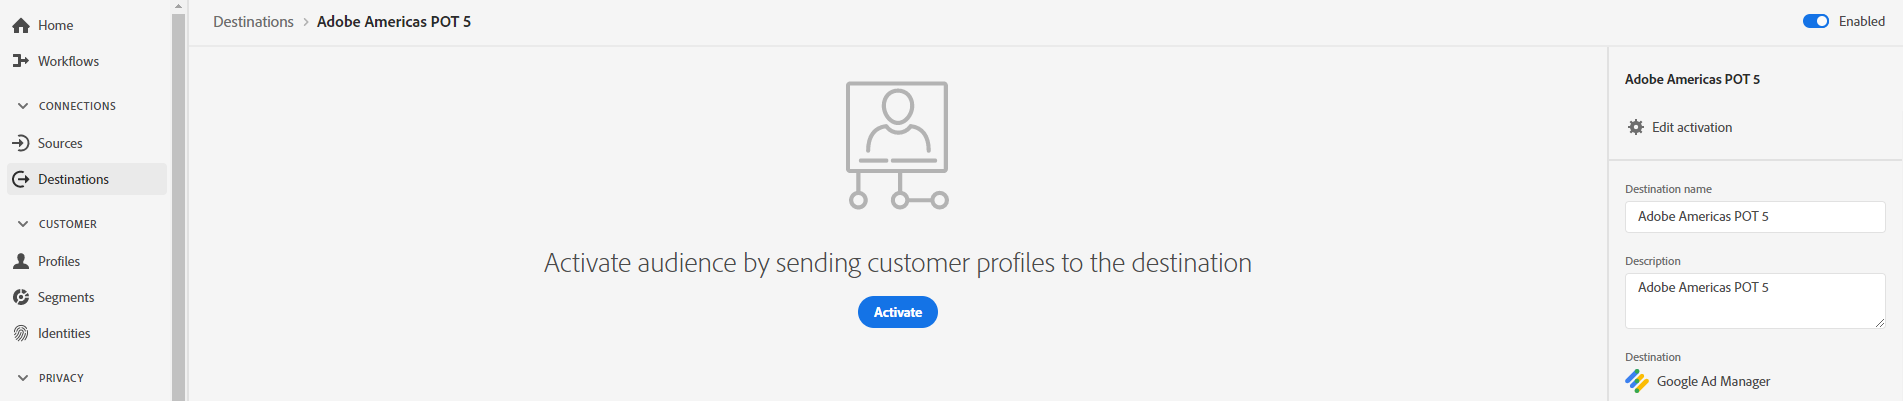 Home
Workflows
CONNECTIONS
Sources
Destinations
CUSTOMER
Profiles
Segments
Identities
PRIVACY
Destinations > Adobe Americas POT 5
Enabled
Activate audience by sending customer profiles to the destination
Activate
Adobe Americas POT 5
Edit activation
Destination name
Adobe Americas POT 5
Description
Adobe Americas POT 5
Destination
Google Ad Manager